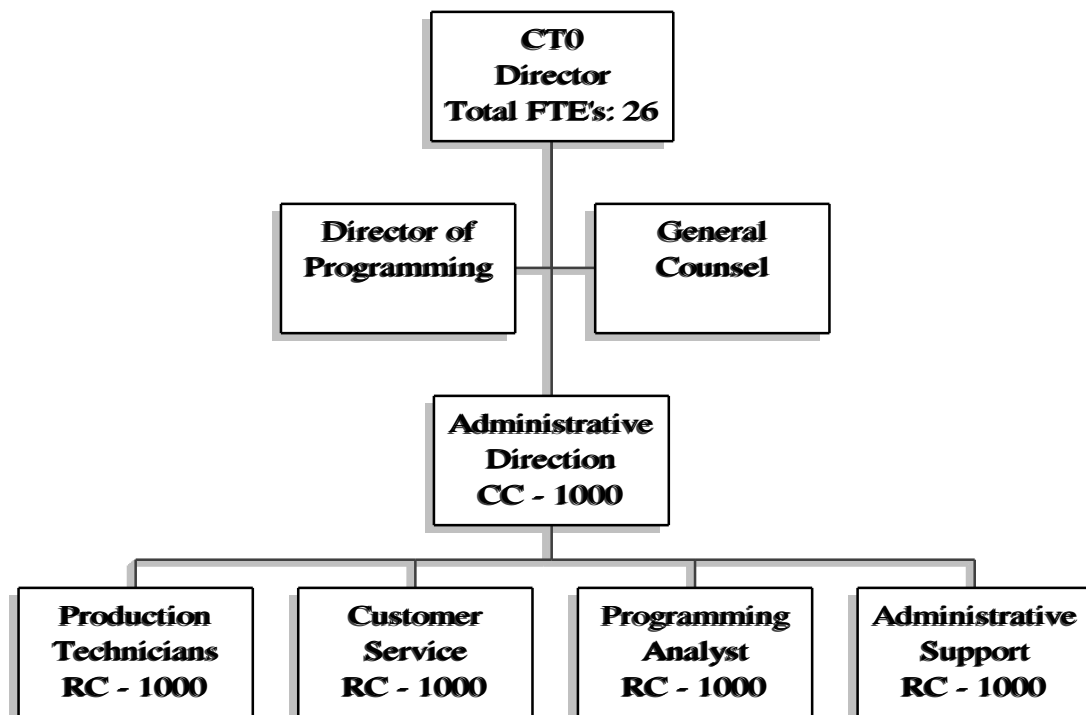 CT0
Director
Total FTE's: 26
Director of
Programming
General
Counsel
Administrative
Direction
CC - 1000
Production
Technicians
RC - 1000
Customer
Service
RC - 1000
Programming
Analyst
RC - 1000
Administrative
Support
RC - 1000